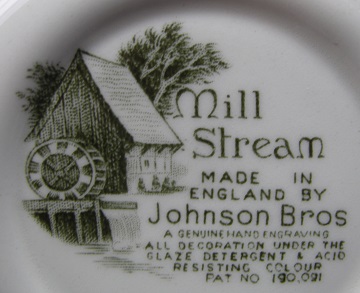 Mill
Stream
MADE IN
ENGLAND BY
Johnson Bros
A GENUINE HAND ENGRAVING
ALL DECORATION UNDER THE
GLAZE DETERGENT & ACID
RESISTING COLOUR
PAT NO 190,091